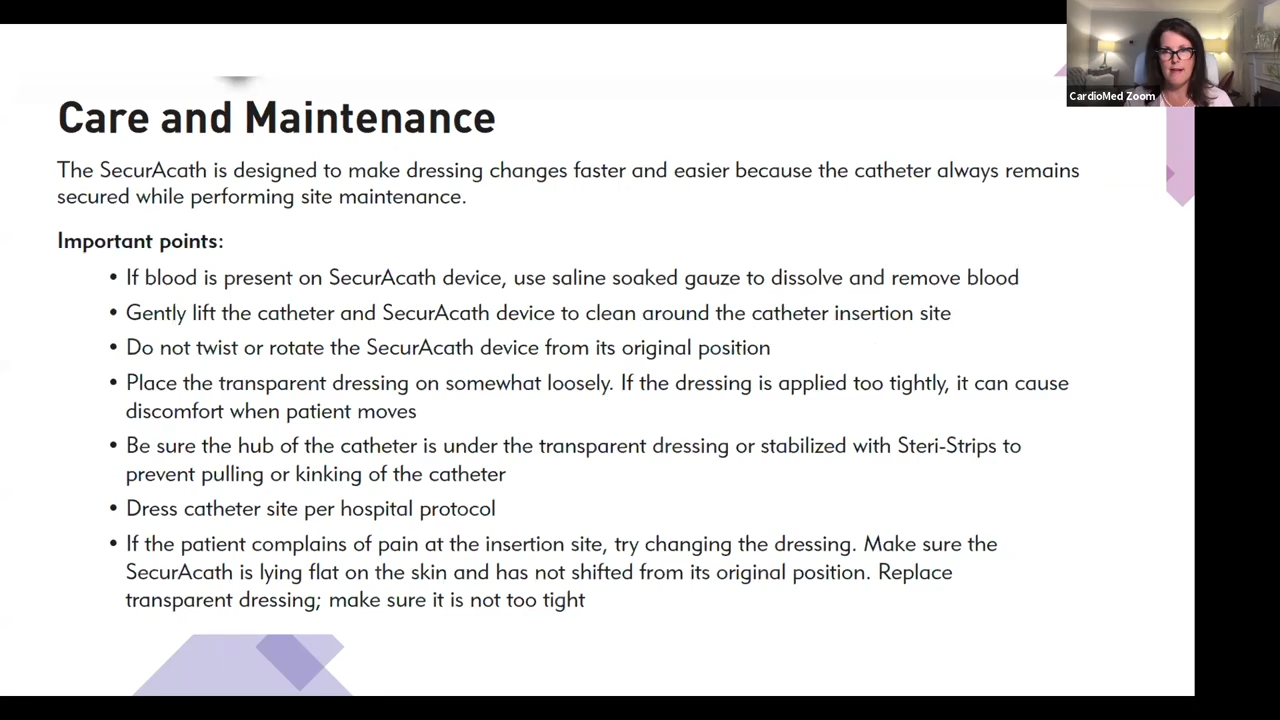 CardioMed Zoom
Care and Maintenance
The SecurAcath is designed to make dressing changes faster and easier because the catheter always remains
secured while performing site maintenance.
Important points:
• If blood is present on SecurAcath device, use saline soaked gauze to dissolve and remove blood
• Gently lift the catheter and SecurAcath device to clean around the catheter insertion site
• Do not twist or rotate the SecurAcath device from its original position
• Place the transparent dressing on somewhat loosely. If the dressing is applied too tightly, it can cause
discomfort when patient moves
• Be sure the hub of the catheter is under the transparent dressing or stabilized with Steri-Strips to
prevent pulling or kinking of the catheter
• Dress catheter site per hospital protocol
• If the patient complains of pain at the insertion site, try changing the dressing. Make sure the
SecurAcath is lying flat on the skin and has not shifted from its original position. Replace
transparent dressing; make sure it is not too tight